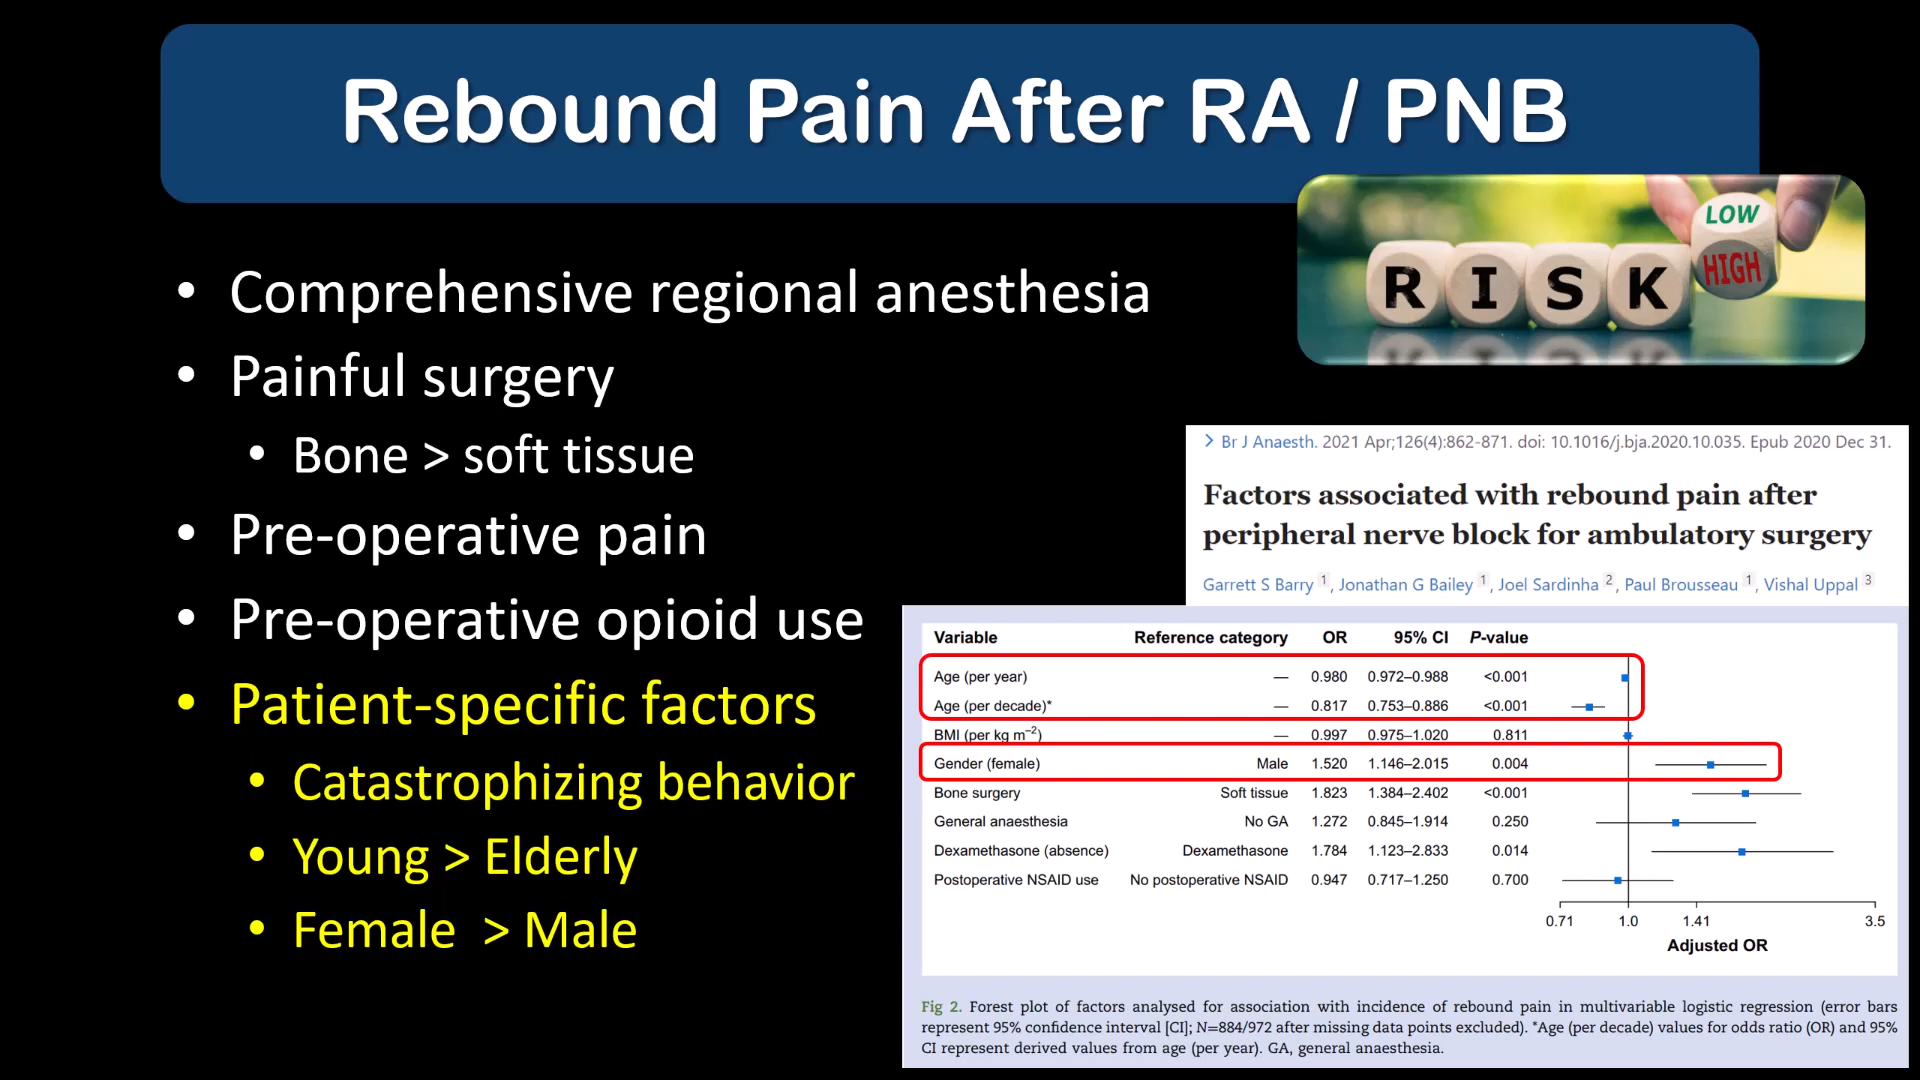 Rebound Pain After RA / PNB
LOW
HIGH
RISK
• Comprehensive regional anesthesia
• Painful surgery
• Bone > soft tissue
• Pre-operative pain
• Pre-operative opioid use
• Patient-specific factors
• Catastrophizing behavior
• Young > Elderly
• Female > Male
> Br J Anaesth. 2021 Apr;126(4):862-871. doi: 10.1016/j.bja.2020.10.035. Epub 2020 Dec 31.
Factors associated with rebound pain after
peripheral nerve block for ambulatory surgery
Garrett S Barry 1, Jonathan G Bailey 1, Joel Sardinha 2, Paul Brousseau 1, Vishal Uppal 3
Variable Reference category OR 95% CI P-value
Age (per year) — 0.980 0.972–0.988 <0.001
Age (per decade)* — 0.817 0.753–0.886 <0.001
BMI (per kg m⁻²) — 0.997 0.975–1.020 0.811
Gender (female) Male 1.520 1.146–2.015 0.004
Bone surgery Soft tissue 1.823 1.384–2.402 <0.001
General anaesthesia No GA 1.272 0.845–1.914 0.250
Dexamethasone (absence) Dexamethasone 1.784 1.123–2.833 0.014
Postoperative NSAID use No postoperative NSAID 0.947 0.717–1.250 0.700
0.71 1.0 1.41 3.5
Adjusted OR
Fig 2. Forest plot of factors analysed for association with incidence of rebound pain in multivariable logistic regression (error bars
represent 95% confidence interval [CI]; N=884/972 after missing data points excluded). *Age (per decade) values for odds ratio (OR) and 95%
CI represent derived values from age (per year). GA, general anaesthesia.